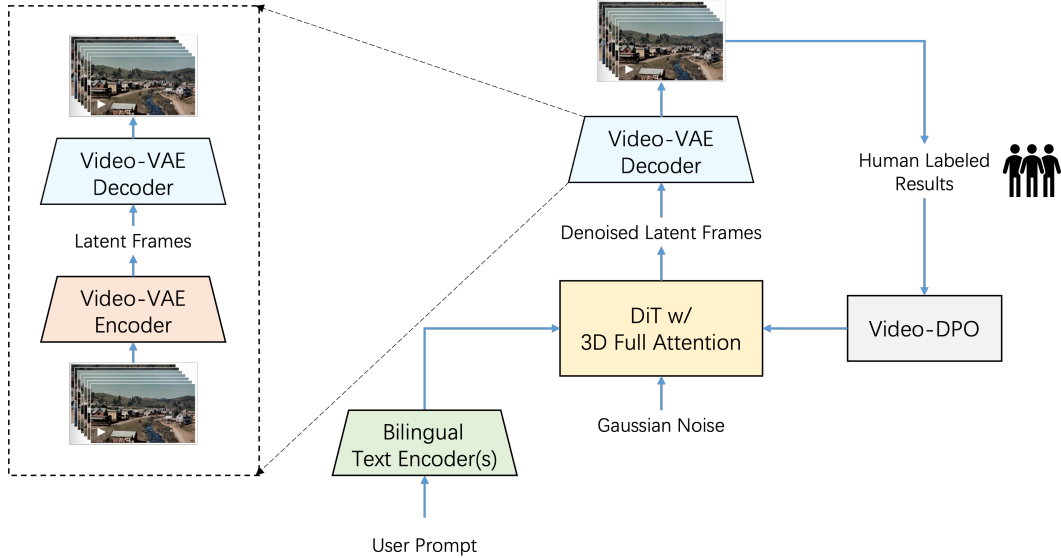 Video-VAE
Decoder
Latent Frames
Video-VAE
Encoder
Video-VAE
Decoder
Denoised Latent Frames
DiT w/
3D Full Attention
Gaussian Noise
Bilingual
Text Encoder(s)
User Prompt
Human Labeled
Results
Video-DPO